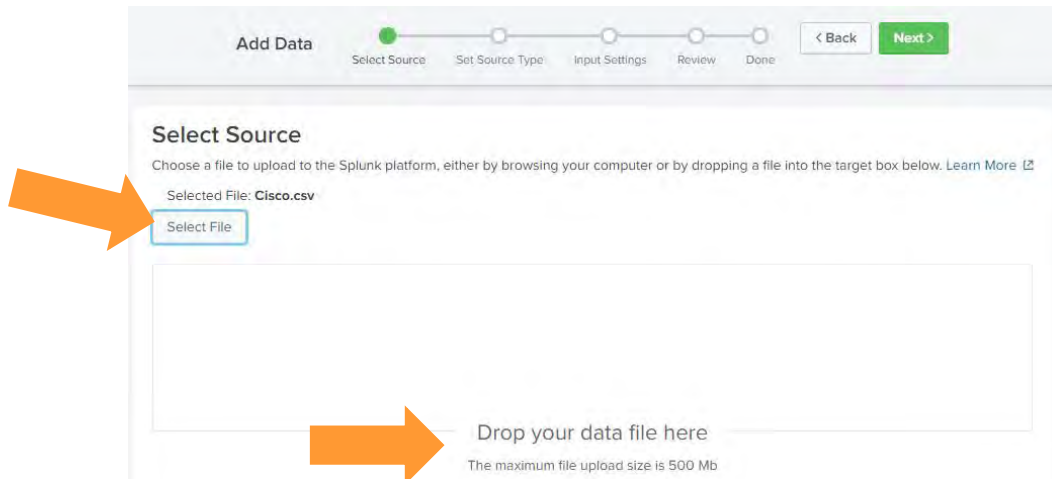 Add Data
Select Source
Set Source Type
Input Settings
Review
Done
< Back
Next >
Select Source
Choose a file to upload to the Splunk platform, either by browsing your computer or by dropping a file into the target box below. Learn More
Selected File: Cisco.csv
Select File
Drop your data file here
The maximum file upload size is 500 Mb